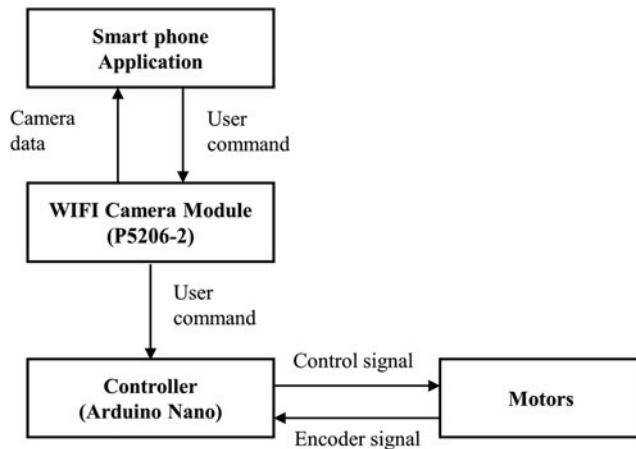 Smart phone
Application
Camera
data
User
command
WIFI Camera Module
(P5206-2)
User
command
Controller
(Arduino Nano)
Control signal
Encoder signal
Motors